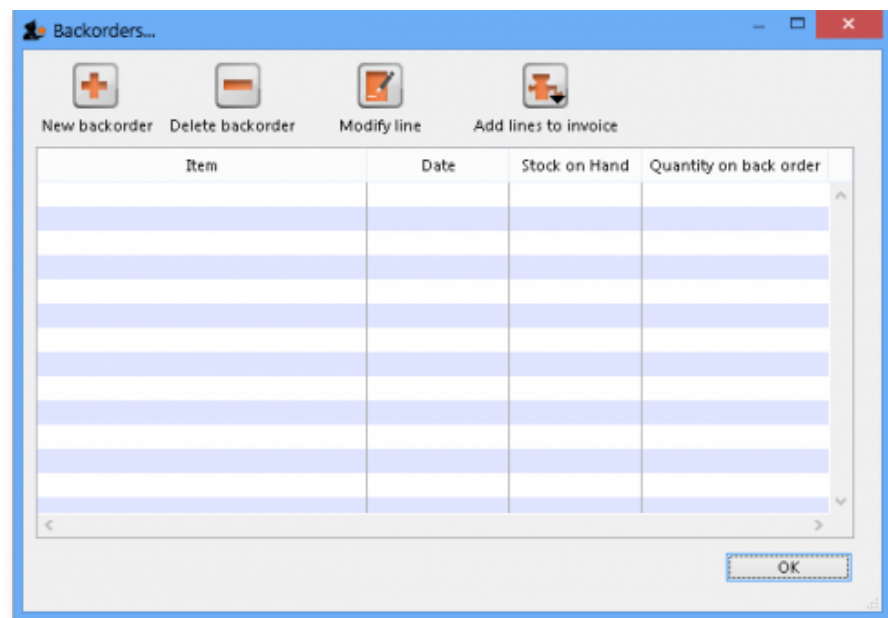 Backorders...
New backorder Delete backorder Modify line Add lines to invoice
Item Date Stock on Hand Quantity on back order
OK